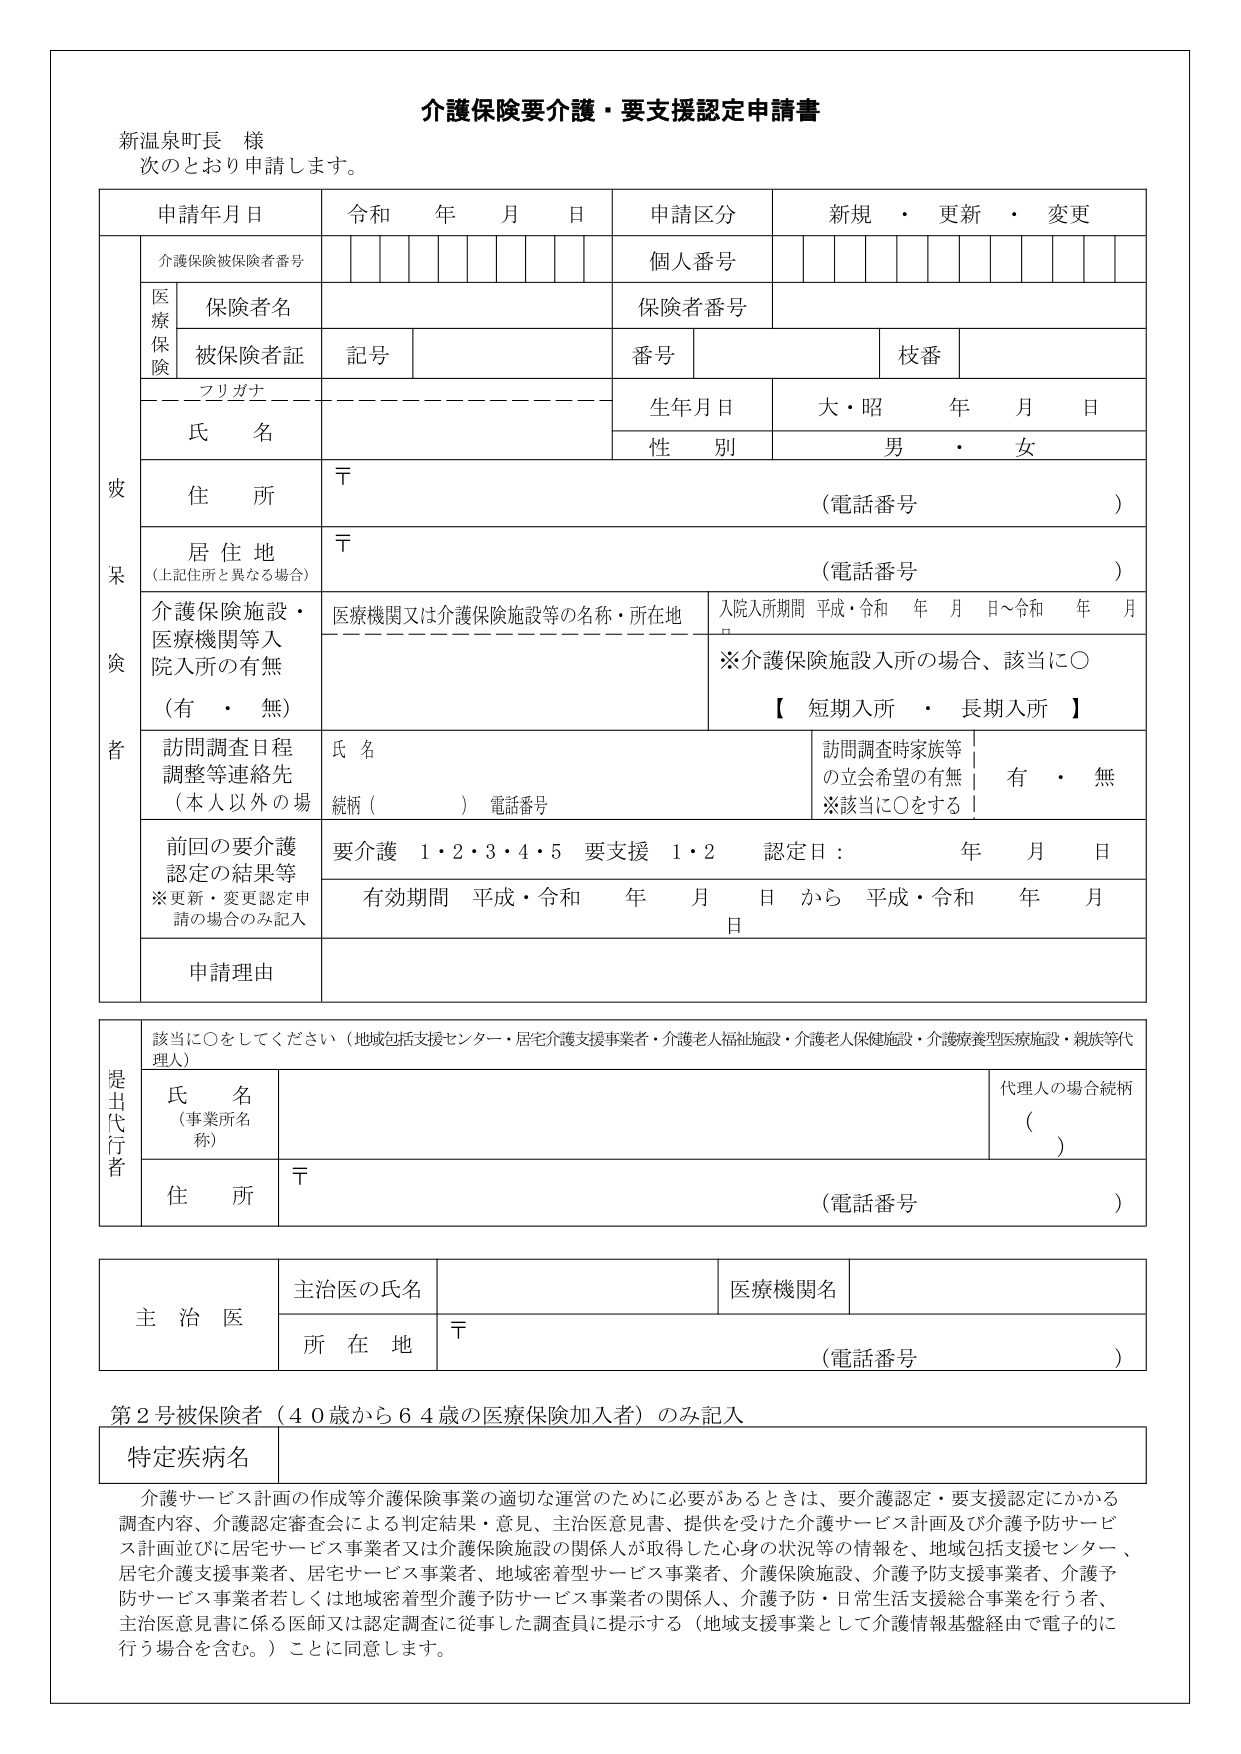 介護保険要介護・要支援認定申請書
新温泉町長　様
次のとおり申請します。
申請年月日　令和　　年　　月　　日　申請区分　新規　・　更新　・　変更
介護保険被保険者番号　個人番号
医療保険　保険者名　保険者番号
被保険者証　記号　番号　枝番
フリガナ
氏　　名
生年月日　大・昭　　　年　　月　　日
性　　別　男　　・　　女
被保険者
住　　所　〒
（電話番号　　　　　　　　　）
居 住 地　〒
（上記住所と異なる場合）　（電話番号　　　　　　　　　）
介護保険施設・
医療機関等入
院入所の有無
（有　・　無）
医療機関又は介護保険施設等の名称・所在地
入院入所期間　平成・令和　　年　月　　日～令和　　年　　月
日
※介護保険施設入所の場合、該当に○
【　短期入所　・　長期入所　】
訪問調査日程
調整等連絡先
（本人以外の場
氏　名
続柄（　　　　　）　電話番号
訪問調査時家族等
の立会希望の有無
※該当に○をする
有　・　無
前回の要介護
認定の結果等
※更新・変更認定申
請の場合のみ記入
要介護　1・2・3・4・5　要支援　1・2　　認定日：　　　　　年　　月　　日
有効期間　平成・令和　　年　　月　　日　から　平成・令和　　年　　月
日
申請理由
提出代行者
該当に○をしてください（地域包括支援センター・居宅介護支援事業者・介護老人福祉施設・介護老人保健施設・介護療養型医療施設・親族等代
理人）
氏　　名
（事業所名
称）
代理人の場合続柄
（
）
住　　所　〒
（電話番号　　　　　　　　　）
主　治　医
主治医の氏名　医療機関名
所　在　地　〒
（電話番号　　　　　　　　　）
第２号被保険者（４０歳から６４歳の医療保険加入者）のみ記入
特定疾病名
介護サービス計画の作成等介護保険事業の適切な運営のために必要があるときは、要介護認定・要支援認定にかかる
調査内容、介護認定審査会による判定結果・意見、主治医意見書、提供を受けた介護サービス計画及び介護予防サービ
ス計画並びに居宅サービス事業者又は介護保険施設の関係人が取得した心身の状況等の情報を、地域包括支援センター、
居宅介護支援事業者、居宅サービス事業者、地域密着型サービス事業者、介護保険施設、介護予防支援事業者、介護予
防サービス事業者若しくは地域密着型介護予防サービス事業者の関係人、介護予防・日常生活支援総合事業を行う者、
主治医意見書に係る医師又は認定調査に従事した調査員に提示する（地域支援事業として介護情報基盤経由で電子的に
行う場合を含む。）ことに同意します。